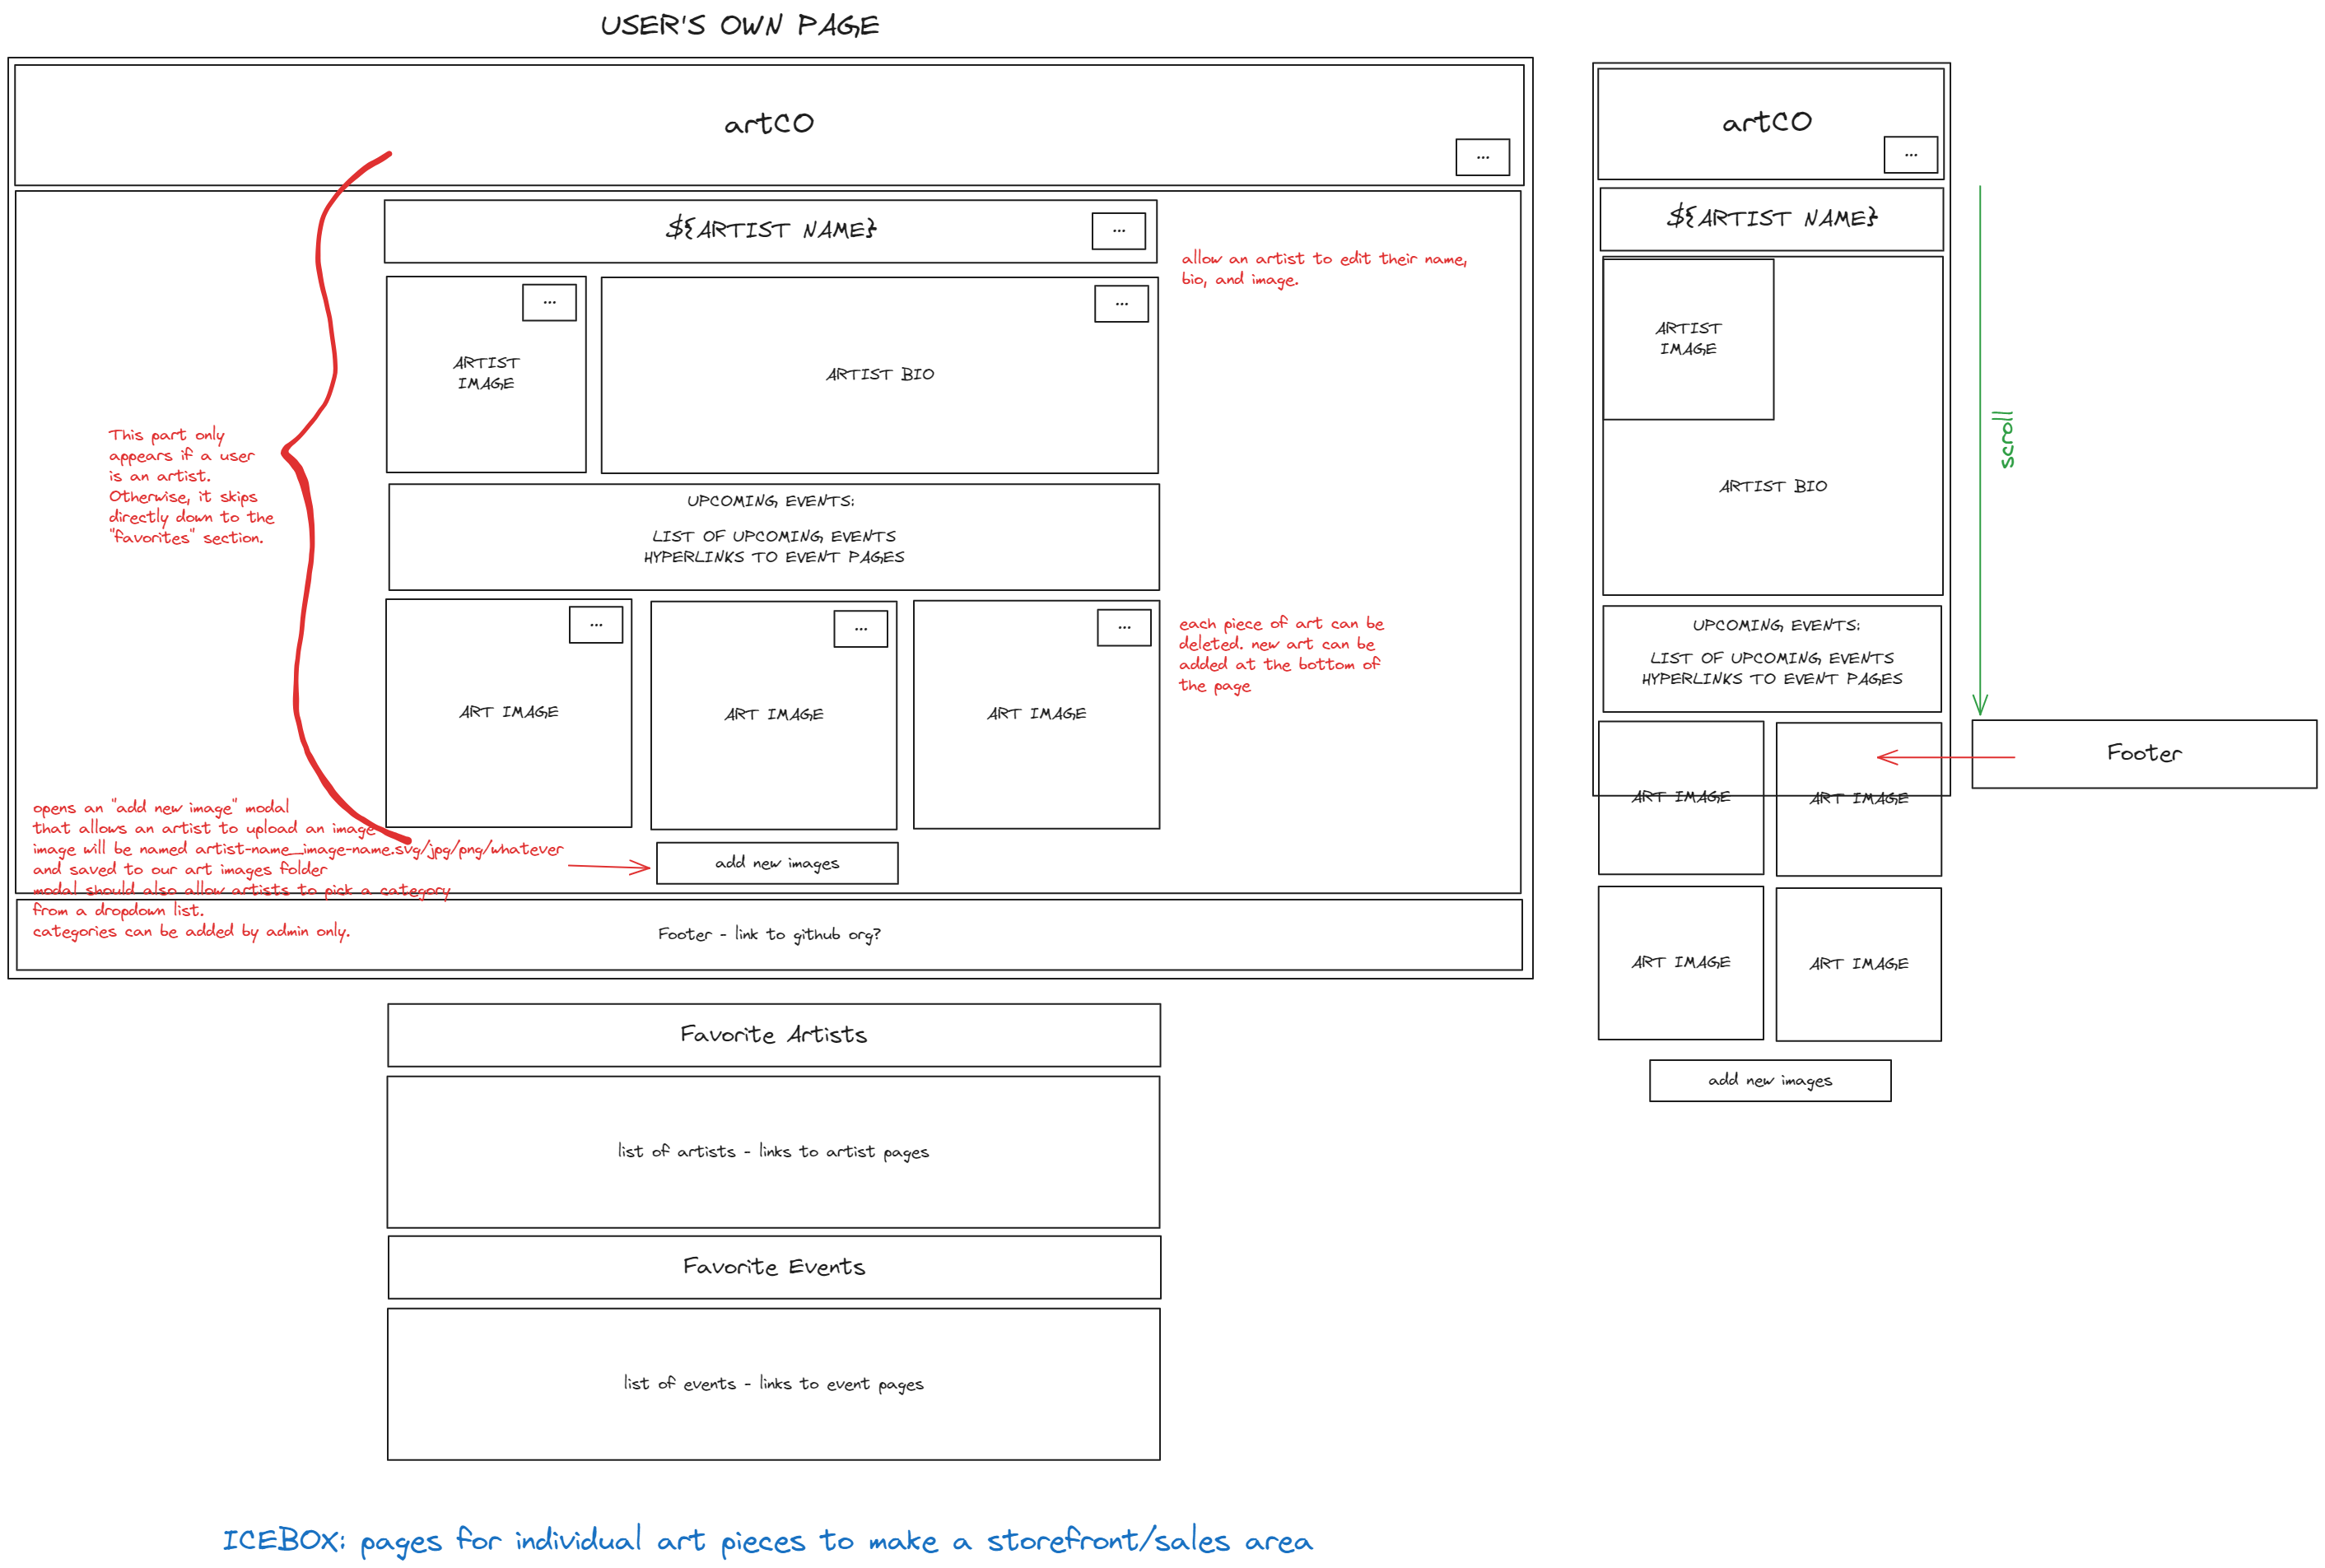 USER'S OWN PAGE
artCO
...
${ARTIST NAME}
...
allow an artist to edit their name,
bio, and image.
...
ARTIST
IMAGE
...
ARTIST BIO
This part only
appears if a user
is an artist.
Otherwise, it skips
directly down to the
"favorites" section.
UPCOMING EVENTS:
LIST OF UPCOMING EVENTS
HYPERLINKS TO EVENT PAGES
...
ART IMAGE
...
ART IMAGE
...
ART IMAGE
each piece of art can be
deleted. new art can be
added at the bottom of
the page
opens an "add new image" modal
that allows an artist to upload an image
image will be named artist-name_image-name.svg/jpg/png/whatever
and saved to our art images folder
modal should also allow artists to pick a category
from a dropdown list.
categories can be added by admin only.
add new images
Footer - link to github org?
Favorite Artists
list of artists - links to artist pages
Favorite Events
list of events - links to event pages
ICEBOX: pages for individual art pieces to make a storefront/sales area
artCO
...
${ARTIST NAME}
ARTIST
IMAGE
ARTIST BIO
scroll
UPCOMING EVENTS:
LIST OF UPCOMING EVENTS
HYPERLINKS TO EVENT PAGES
Footer
ART IMAGE
ART IMAGE
ART IMAGE
ART IMAGE
add new images